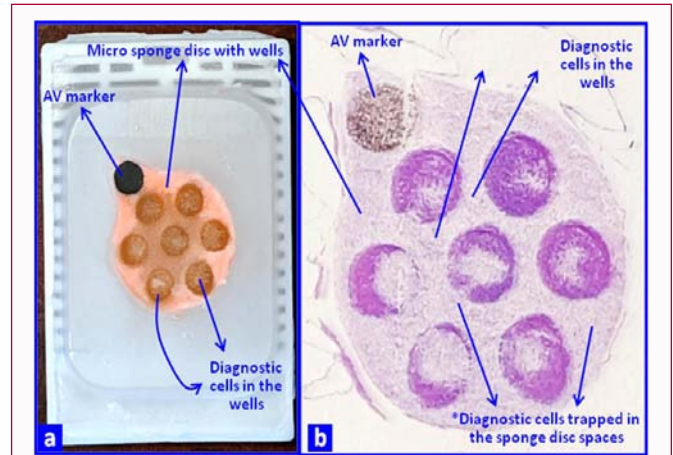 Micro sponge disc with wells
AV marker
Diagnostic
cells in the
wells
a
AV marker
Diagnostic
cells in the
wells
*Diagnostic cells trapped in
the sponge disc spaces
b